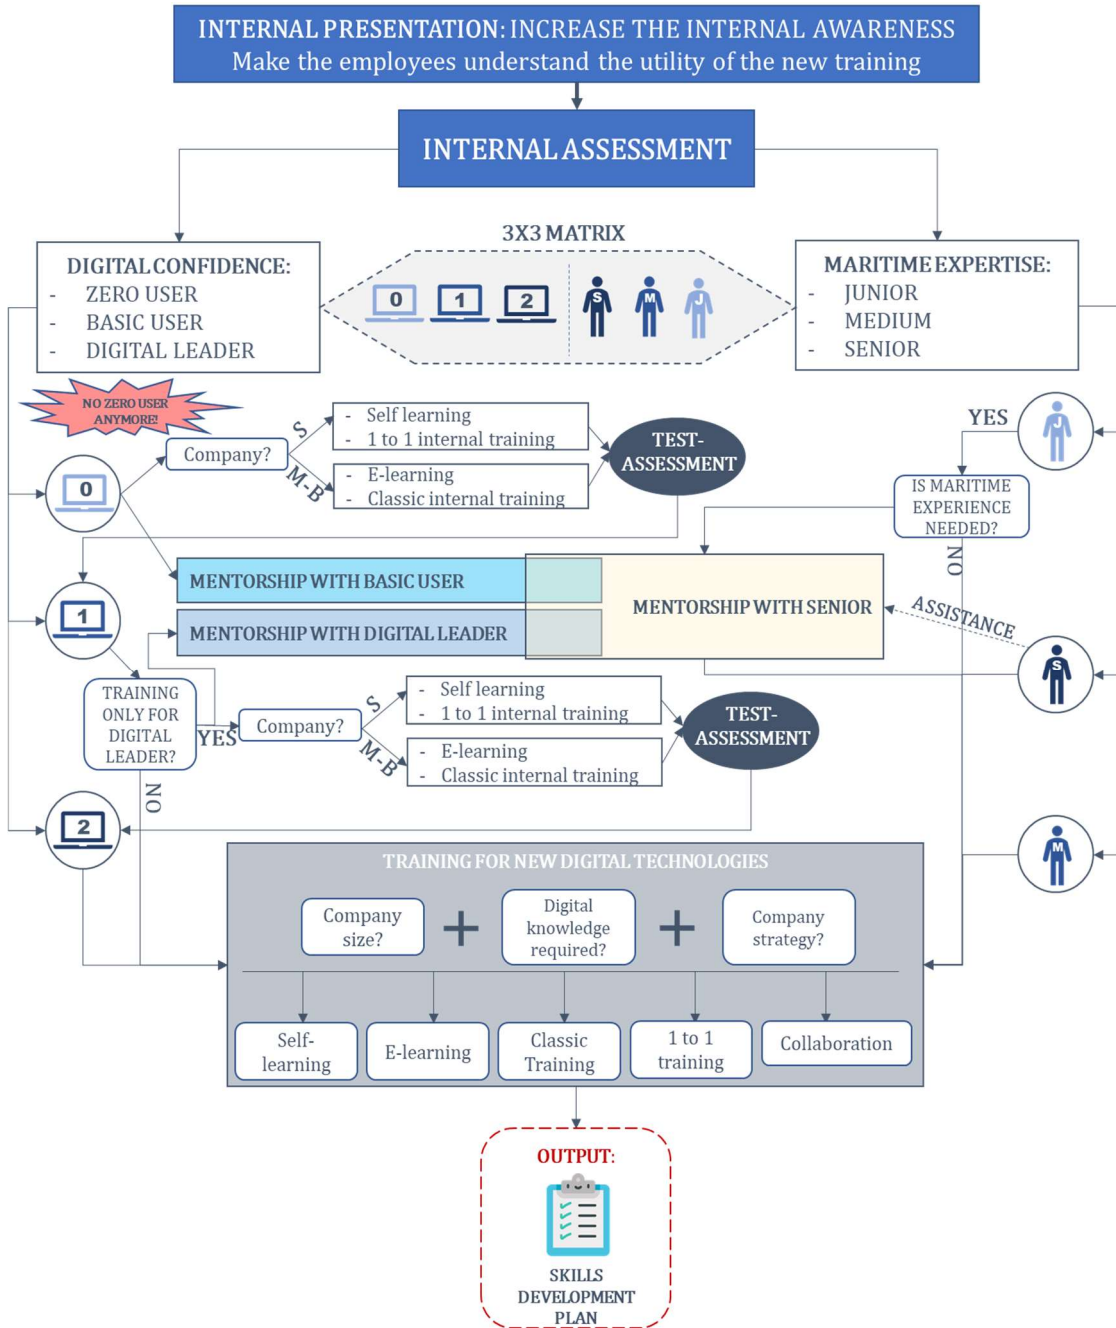 INTERNAL PRESENTATION: INCREASE THE INTERNAL AWARENESS
Make the employees understand the utility of the new training
INTERNAL ASSESSMENT
3X3 MATRIX
DIGITAL CONFIDENCE:
- ZERO USER
- BASIC USER
- DIGITAL LEADER
0 1 2 S M J
MARITIME EXPERTISE:
- JUNIOR
- MEDIUM
- SENIOR
NO ZERO USER
ANYMORE!
0
Company?
S
M-B
- Self learning
- 1 to 1 internal training
- E-learning
- Classic internal training
TEST-
ASSESSMENT
YES
J
IS MARITIME
EXPERIENCE
NEEDED?
NO
1
MENTORSHIP WITH BASIC USER
MENTORSHIP WITH DIGITAL LEADER
MENTORSHIP WITH SENIOR
ASSISTANCE
S
TRAINING
ONLY FOR
DIGITAL
LEADER?
YES
NO
Company?
S
M-B
- Self learning
- 1 to 1 internal training
- E-learning
- Classic internal training
TEST-
ASSESSMENT
2
M
TRAINING FOR NEW DIGITAL TECHNOLOGIES
Company
size?
+
Digital
knowledge
required?
+
Company
strategy?
Self-
learning
E-learning
Classic
Training
1 to 1
training
Collaboration
OUTPUT:
SKILLS
DEVELOPMENT
PLAN